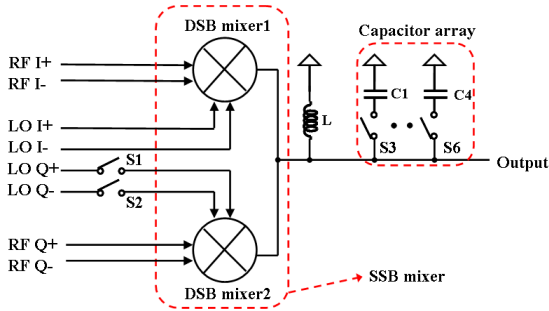 DSB mixer1
Capacitor array
RF I+
RF I-
C1
C4
LO I+
LO I-
L
S3
S6
LO Q+
S1
Output
LO Q-
S2
RF Q+
RF Q-
DSB mixer2
SSB mixer